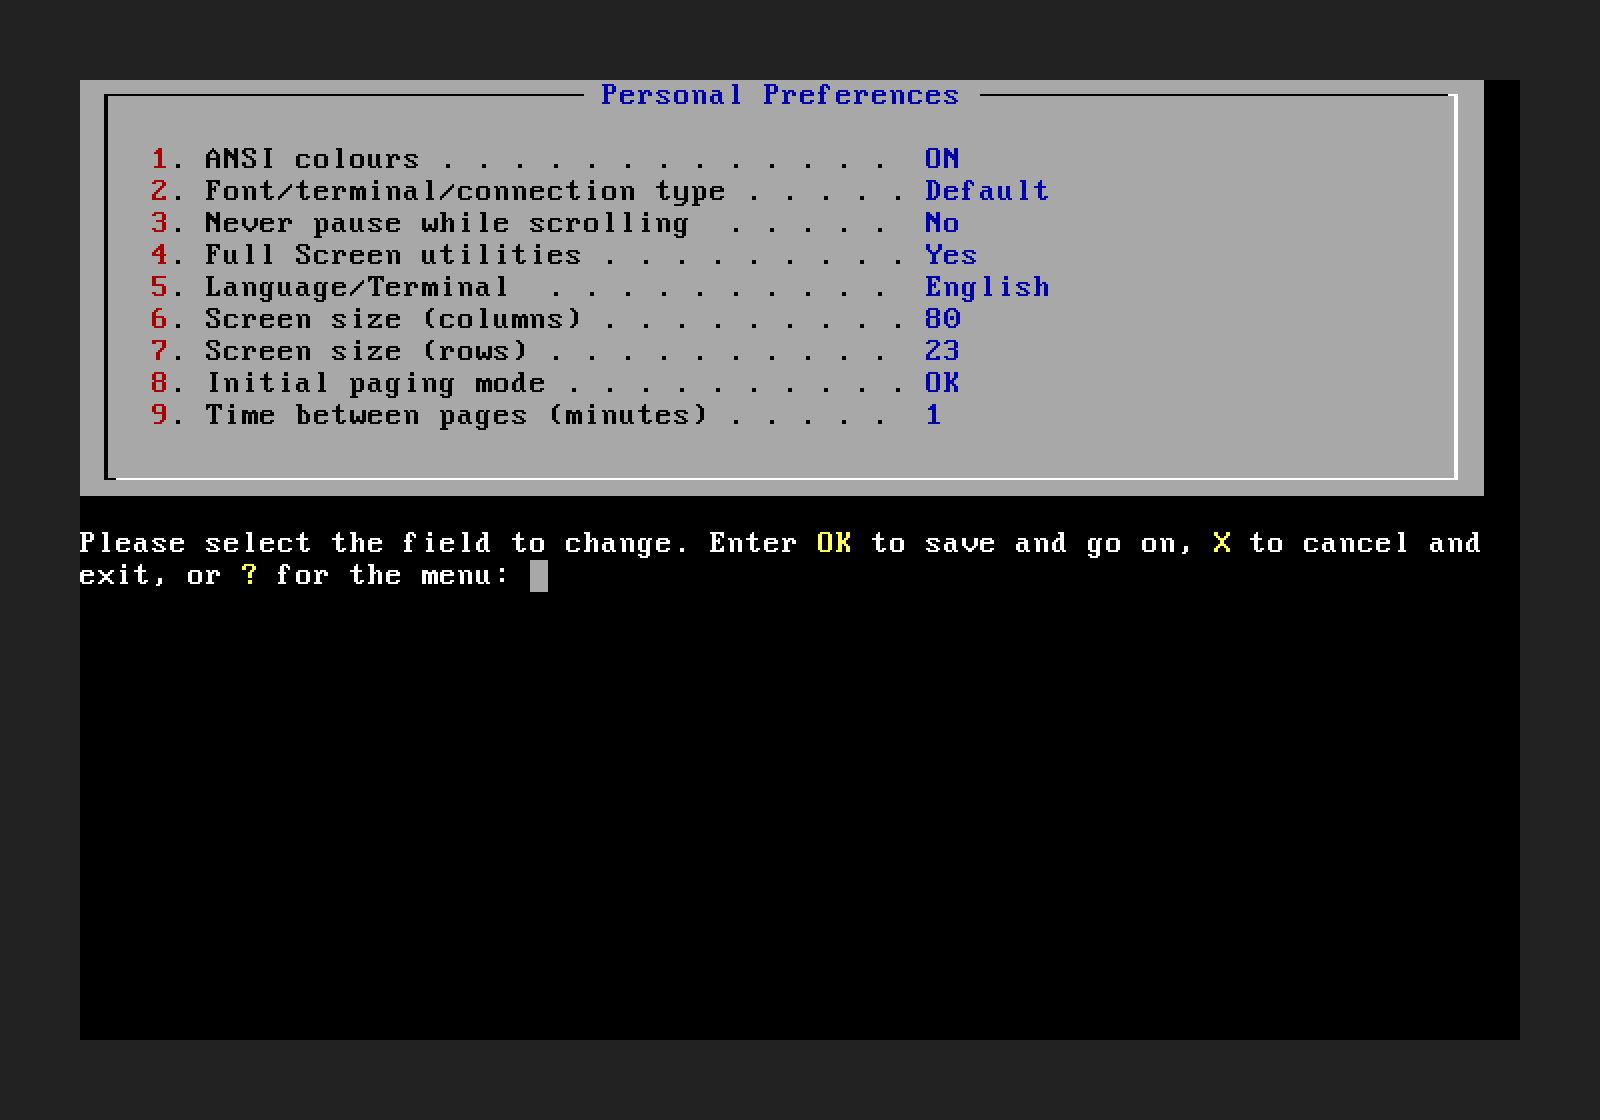 Personal Preferences
1. ANSI colours . . . . . . . . . . . . . ON
2. Font/terminal/connection type . . . . . Default
3. Never pause while scrolling  . . . . . No
4. Full Screen utilities . . . . . . . . . Yes
5. Language/Terminal  . . . . . . . . . . English
6. Screen size (columns) . . . . . . . . . 80
7. Screen size (rows) . . . . . . . . . . 23
8. Initial paging mode . . . . . . . . . . OK
9. Time between pages (minutes) . . . . . 1
Please select the field to change. Enter OK to save and go on, X to cancel and
exit, or ? for the menu: